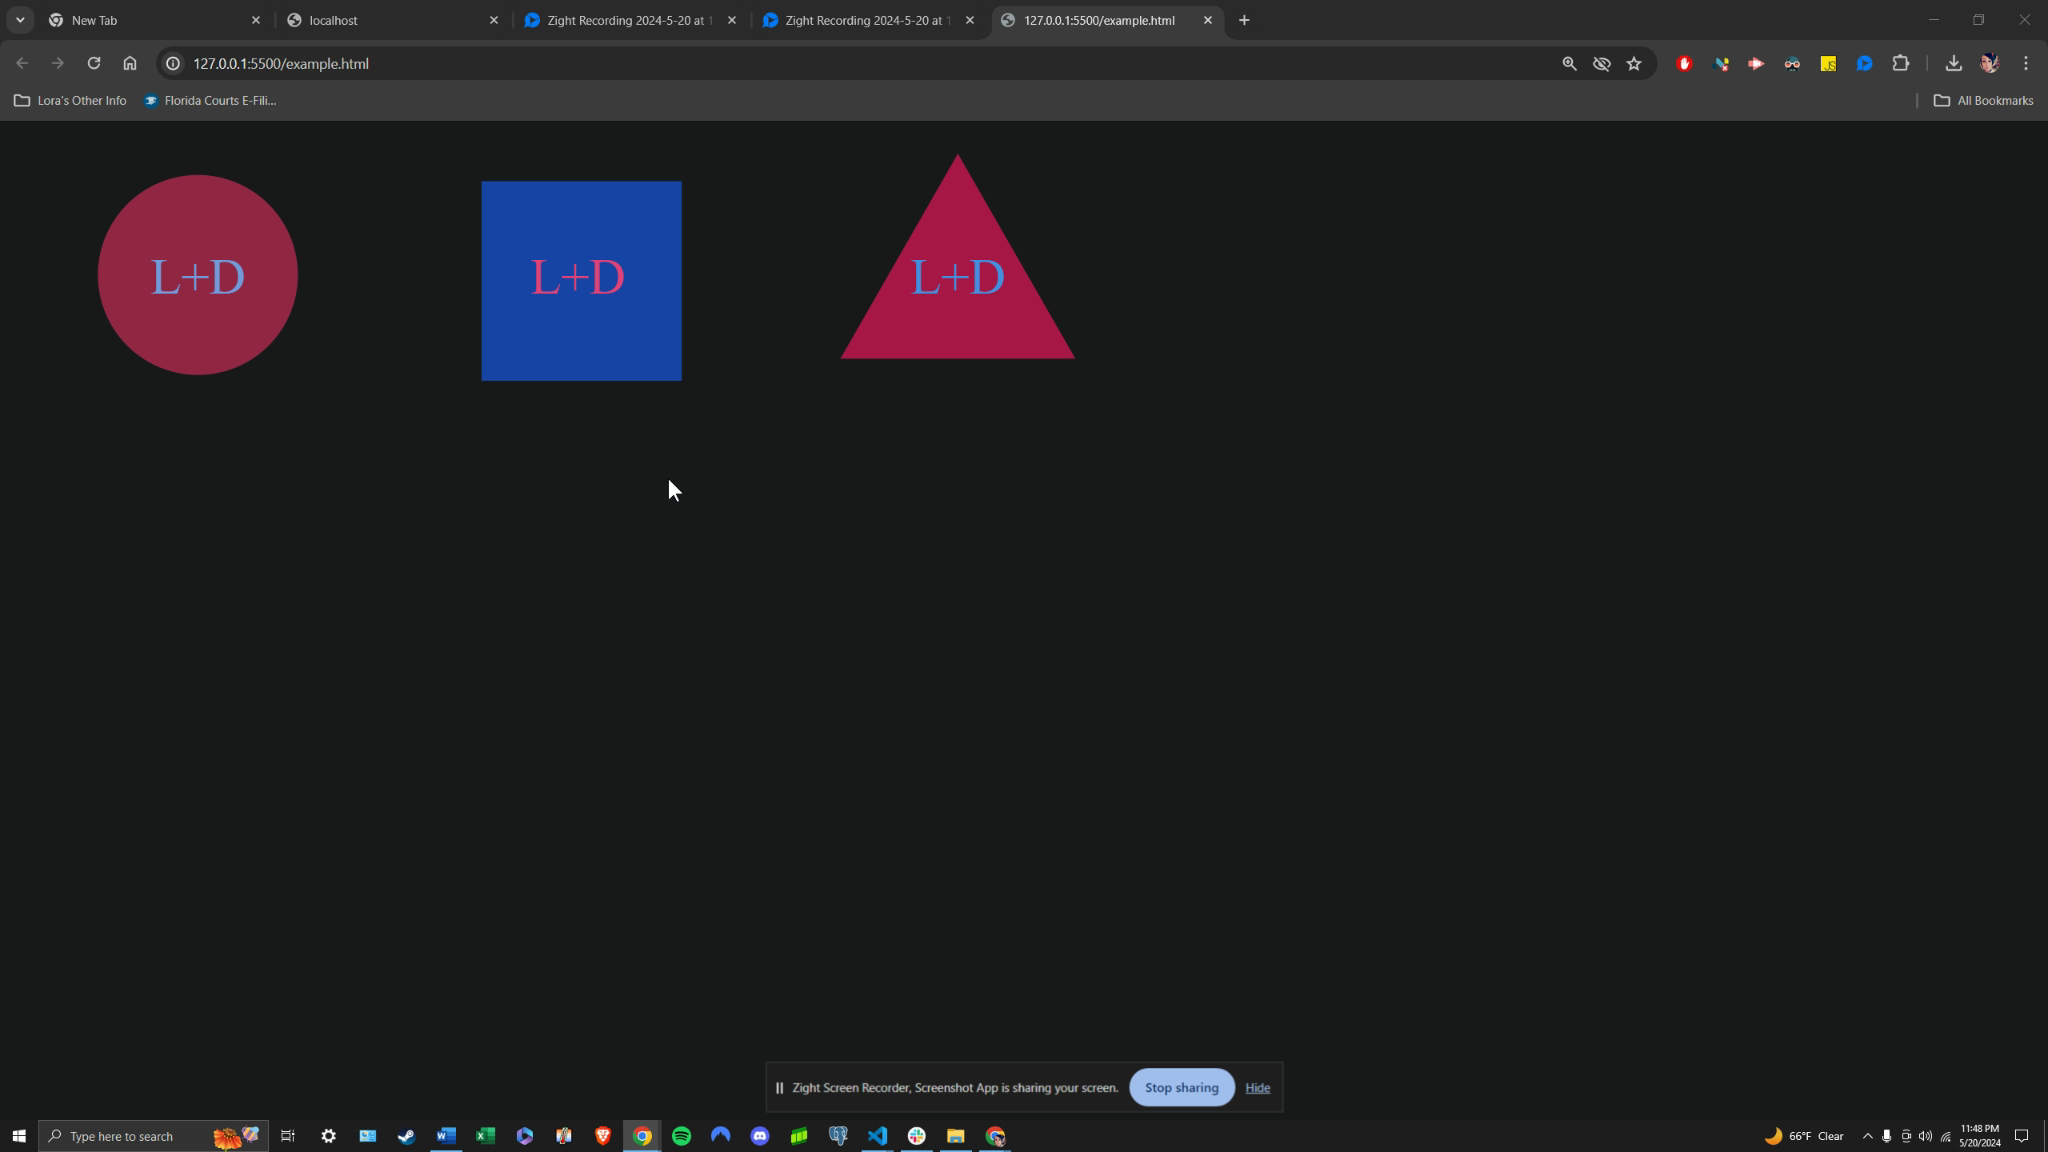 New Tab
localhost
Zight Recording 2024-5-20 at 1
Zight Recording 2024-5-20 at 1
127.0.0.1:5500/example.html
127.0.0.1:5500/example.html
Lora's Other Info
Florida Courts E-Fili...
All Bookmarks
L+D
L+D
L+D
Zight Screen Recorder, Screenshot App is sharing your screen.
Stop sharing
Hide
Type here to search
66°F Clear
11:48 PM
5/20/2024